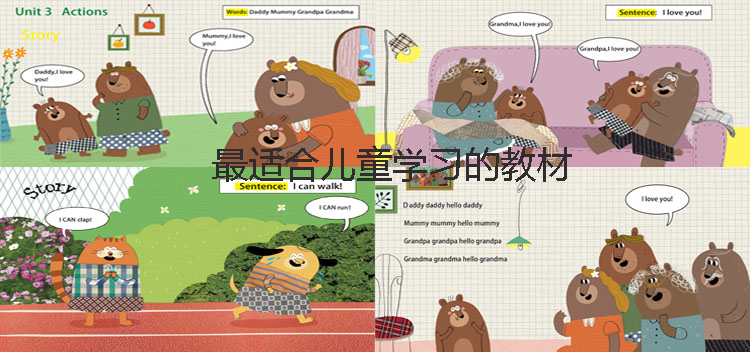 Unit 3 Actions
Words: Daddy Mummy Grandpa Grandma
Story
Mummy,I love
you!
Daddy,I love
you!
Sentence: I love you!
Grandma,I love you!
Grandpa,I love you!
最适合儿童学习的教材
Story
Sentence: I can walk!
I CAN clap!
I CAN run!
I love you!
Daddy daddy hello daddy
Mummy mummy hello mummy
Grandpa grandpa hello grandpa
Grandma grandma hello grandma